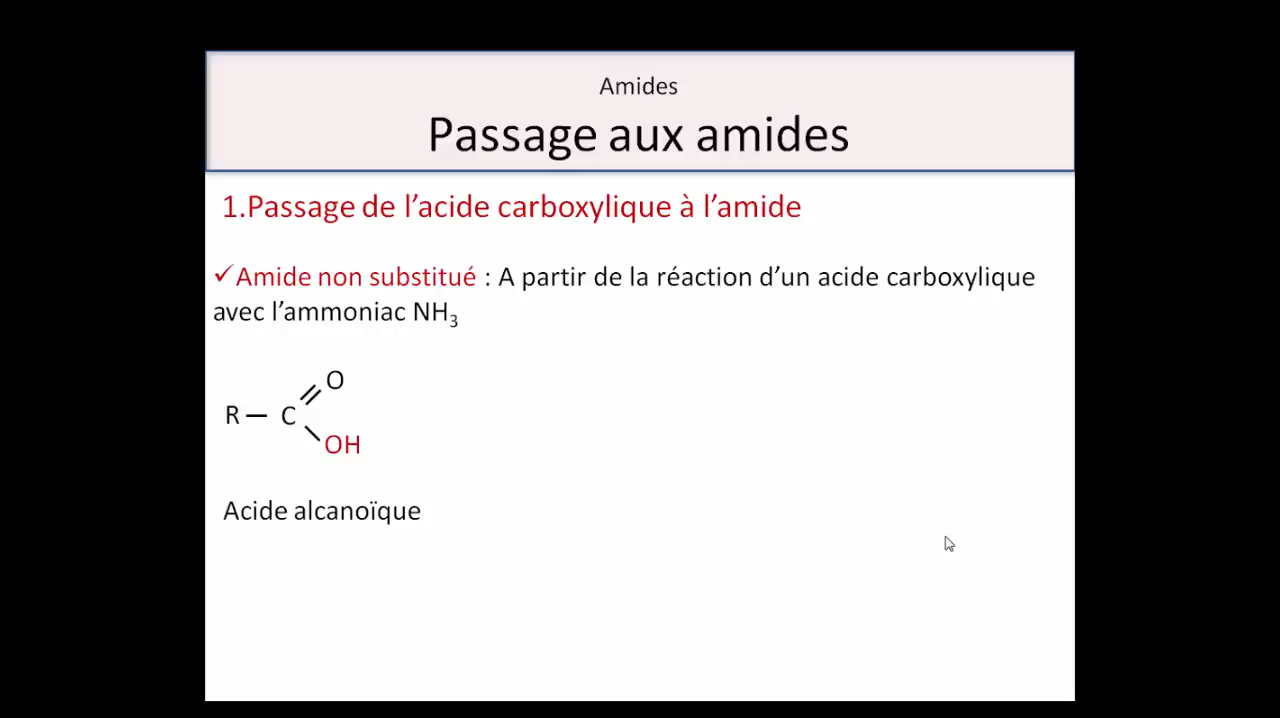 Amides
Passage aux amides
1.Passage de l’acide carboxylique à l’amide
✓Amide non substitué : A partir de la réaction d’un acide carboxylique
avec l’ammoniac NH₃
O
R — C
OH
Acide alcanoïque